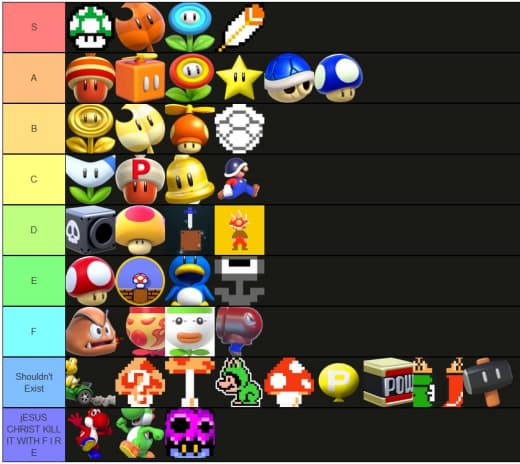 S
A
B
P
C
D
E
F
Shouldn't
Exist
P
POW
jESUS
CHRIST KILL
IT WITH F I R
E